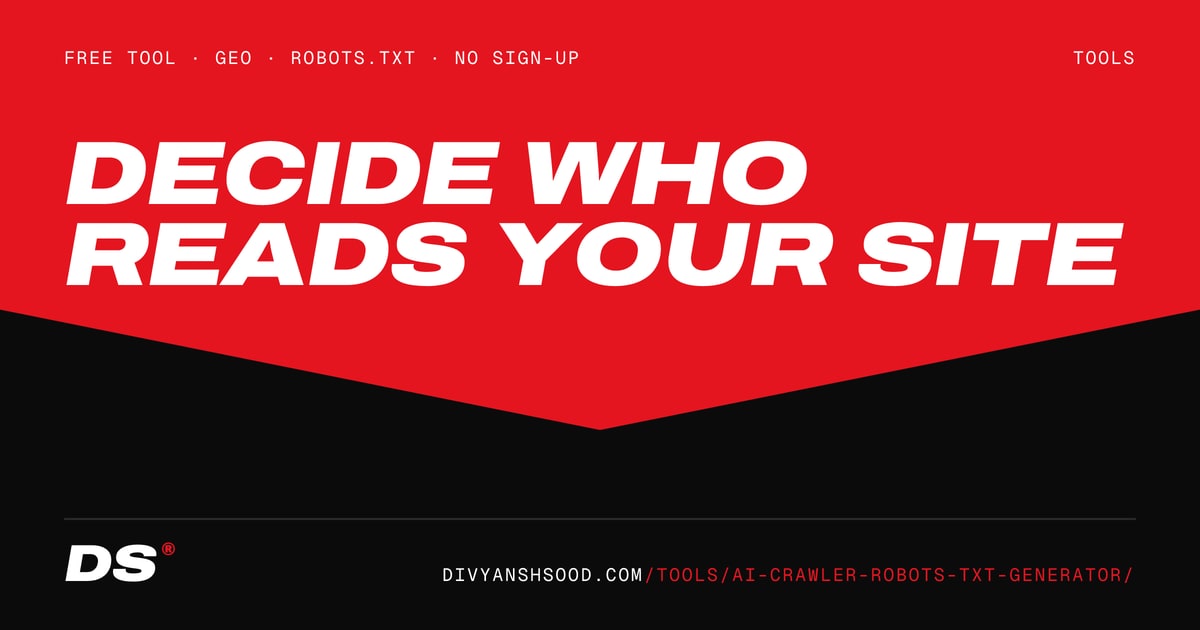 FREE TOOL · GEO · ROBOTS.TXT · NO SIGN-UP
TOOLS
DECIDE WHO
READS YOUR SITE
DS®
DIVYANSHSOOD.COM/TOOLS/AI-CRAWLER-ROBOTS-TXT-GENERATOR/